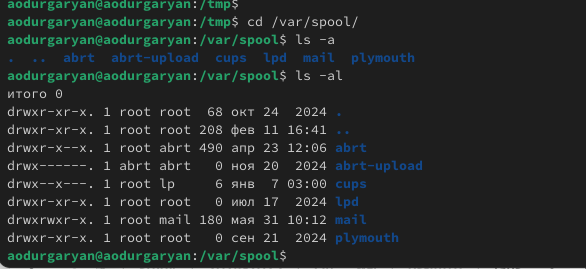 aodurgaryan@aodurgaryan:/tmp$
aodurgaryan@aodurgaryan:/tmp$ cd /var/spool/
aodurgaryan@aodurgaryan:/var/spool$ ls -a
. .. abrt abrt-upload cups lpd mail plymouth
aodurgaryan@aodurgaryan:/var/spool$ ls -al
итого 0
drwxr-xr-x. 1 root root 68 окт 24 2024 .
drwxr-xr-x. 1 root root 208 фев 11 16:41 ..
drwxr-x--x. 1 root abrt 490 апр 23 12:06 abrt
drwx------. 1 abrt abrt 0 ноя 20 2024 abrt-upload
drwx--x---. 1 root lp 6 янв 7 03:00 cups
drwxr-xr-x. 1 root root 0 июл 17 2024 lpd
drwxrwxr-x. 1 root mail 180 мая 31 10:12 mail
drwxr-xr-x. 1 root root 0 сен 21 2024 plymouth
aodurgaryan@aodurgaryan:/var/spool$